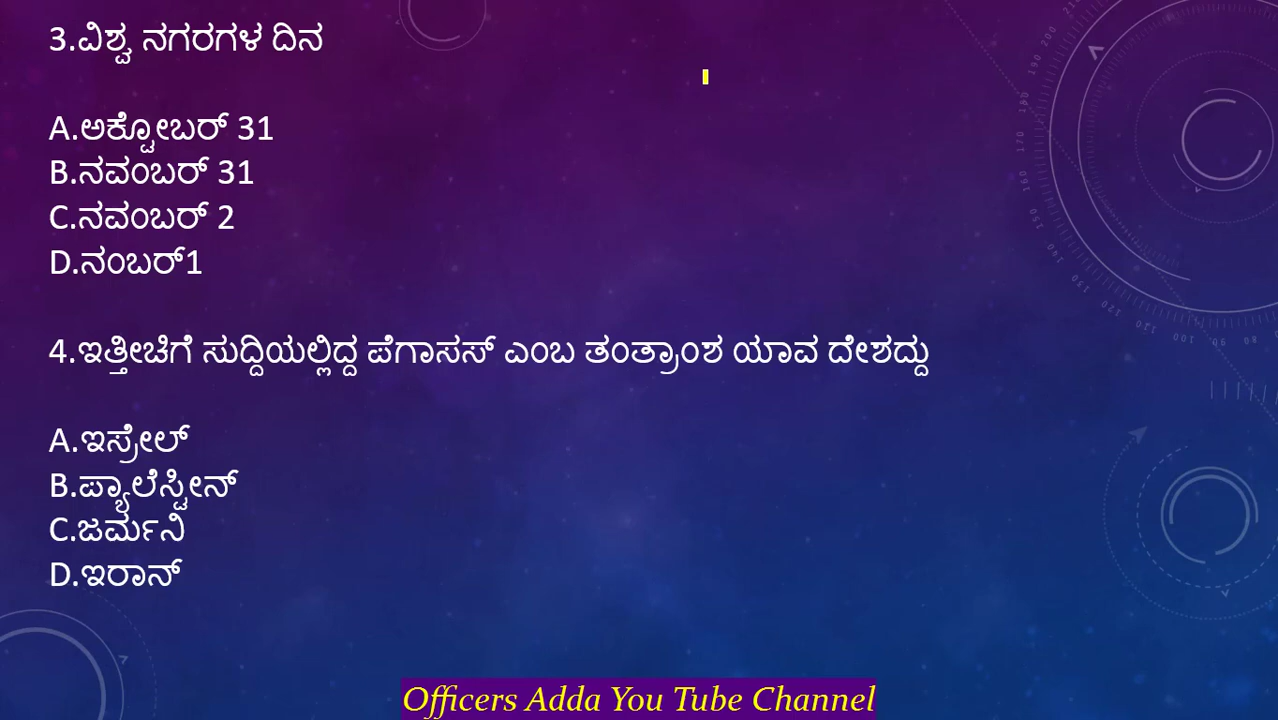 3.ವಿಶ್ವ ನಗರಗಳ ದಿನ
A.ಅಕ್ಟೋಬರ್ 31
B.ನವಂಬರ್ 31
C.ನವಂಬರ್ 2
D.ನಂಬರ್1
4.ಇತ್ತೀಚಿಗೆ ಸುದ್ದಿಯಲ್ಲಿದ್ದ ಪೆಗಾಸಸ್ ಎಂಬ ತಂತ್ರಾಂಶ ಯಾವ ದೇಶದ್ದು
A.ಇಸ್ರೇಲ್
B.ಪ್ಯಾಲೆಸ್ಟೀನ್
C.ಜರ್ಮನಿ
D.ಇರಾನ್
Officers Adda You Tube Channel